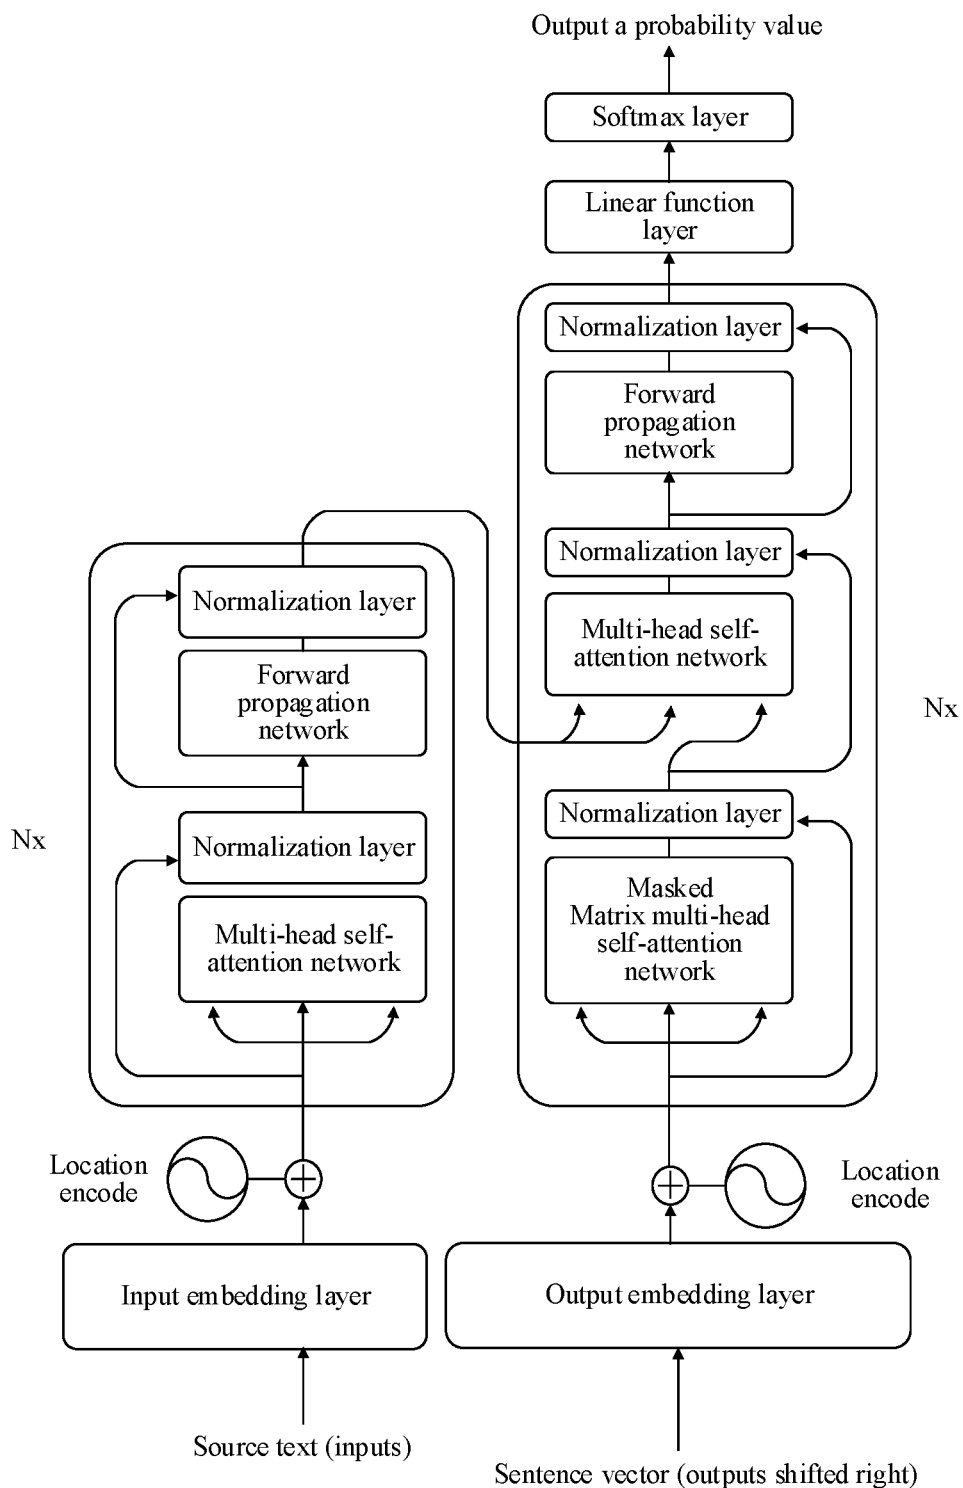 Output a probability value
Softmax layer
Linear function
layer
Normalization layer
Forward
propagation
network
Normalization layer
Multi-head self-
attention network
Nx
Normalization layer
Masked
Matrix multi-head
self-attention
network
Normalization layer
Forward
propagation
network
Nx
Normalization layer
Multi-head self-
attention network
Location
encode
Location
encode
Input embedding layer
Output embedding layer
Source text (inputs)
Sentence vector (outputs shifted right)